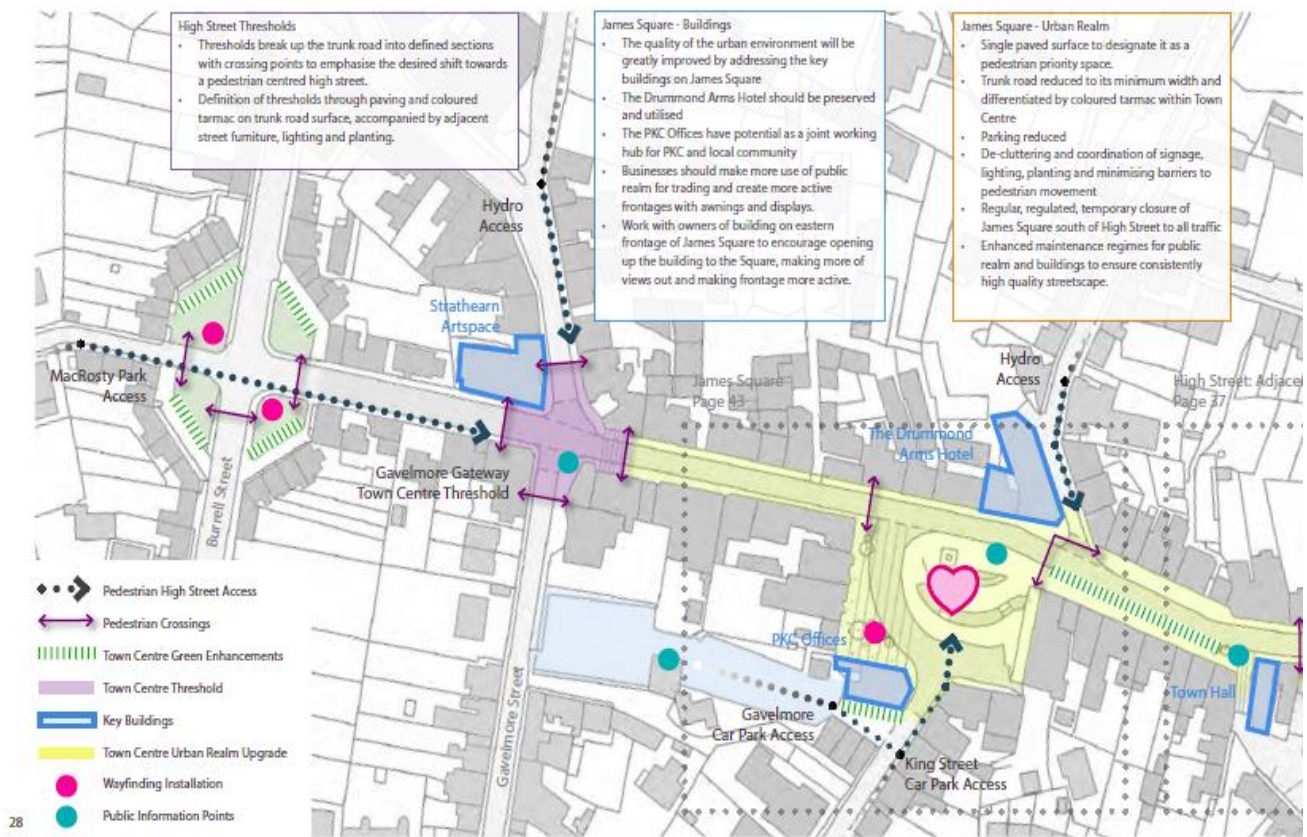 High Street Thresholds
• Thresholds break up the trunk road into defined sections
with crossing points to emphasise the desired shift towards
a pedestrian centred high street.
• Definition of thresholds through paving and coloured
tarmac on trunk road surface, accompanied by adjacent
street furniture, lighting and planting.
James Square - Buildings
• The quality of the urban environment will be
greatly improved by addressing the key
buildings on James Square
• The Drummond Arms Hotel should be preserved
and utilised
• The PKC Offices have potential as a joint working
hub for PKC and local community
• Businesses should make more use of public
realm for trading and create more active
frontages with awnings and displays.
• Work with owners of building on eastern
frontage of James Square to encourage opening
up the building to the Square, making more of
views out and making frontage more active.
James Square - Urban Realm
• Single paved surface to designate it as a
pedestrian priority space.
• Trunk road reduced to its minimum width and
differentiated by coloured tarmac within Town
Centre
• Parking reduced
• De-cluttering and coordination of signage,
lighting, planting and minimising barriers to
pedestrian movement
• Regular, regulated, temporary closure of
James Square south of High Street to all traffic
• Enhanced maintenance regimes for public
realm and buildings to ensure consistently
high quality streetscape.
Hydro
Access
Strathearn
Artspace
MacRosty Park
Access
James Square
Page 43
Hydro
Access
High Street: Adjace
Page 37
The Drummond
Arms Hotel
Gavelmore Gateway
Town Centre Threshold
Burrell Street
PKC Offices
Town Hall
Gavelmore Street
Gavelmore
Car Park Access
King Street
Car Park Access
Pedestrian High Street Access
Pedestrian Crossings
Town Centre Green Enhancements
Town Centre Threshold
Key Buildings
Town Centre Urban Realm Upgrade
Wayfinding Installation
Public Information Points
28